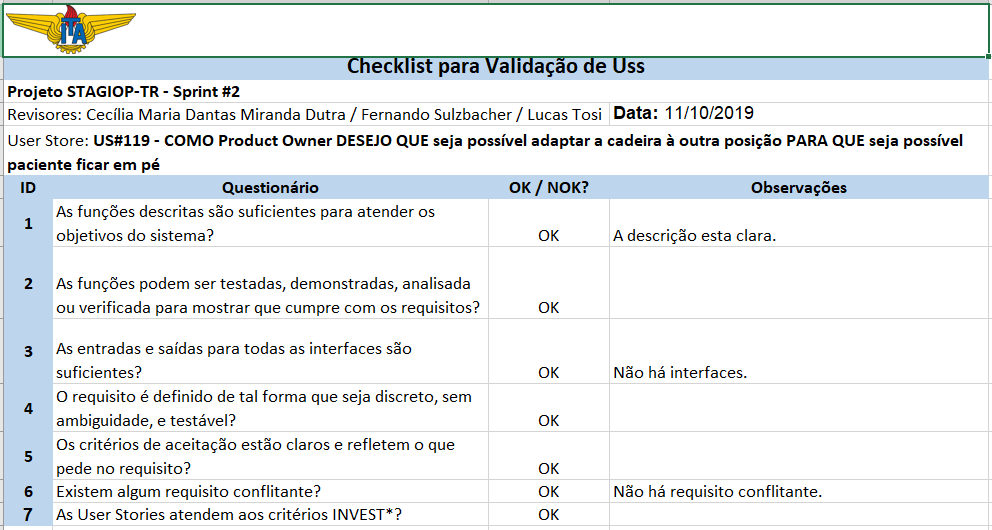 ITA
Checklist para Validação de Uss
Projeto STAGIOP-TR - Sprint #2
Revisores: Cecília Maria Dantas Miranda Dutra / Fernando Sulzbacher / Lucas Tosi Data: 11/10/2019
User Store: US#119 - COMO Product Owner DESEJO QUE seja possível adaptar a cadeira à outra posição PARA QUE seja possível
paciente ficar em pé
ID Questionário OK / NOK? Observações
1 As funções descritas são suficientes para atender os
objetivos do sistema? OK A descrição esta clara.
2 As funções podem ser testadas, demonstradas, analisada
ou verificada para mostrar que cumpre com os requisitos? OK
3 As entradas e saídas para todas as interfaces são
suficientes? OK Não há interfaces.
4 O requisito é definido de tal forma que seja discreto, sem
ambiguidade, e testável? OK
5 Os critérios de aceitação estão claros e refletem o que
pede no requisito? OK
6 Existem algum requisito conflitante? OK Não há requisito conflitante.
7 As User Stories atendem aos critérios INVEST*? OK